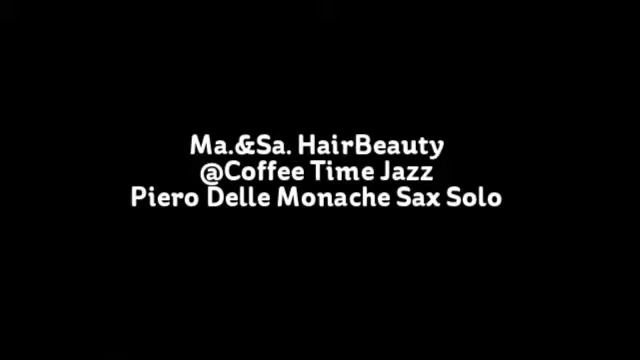 Ma.&Sa. HairBeauty
@Coffee Time Jazz
Piero Delle Monache Sax Solo